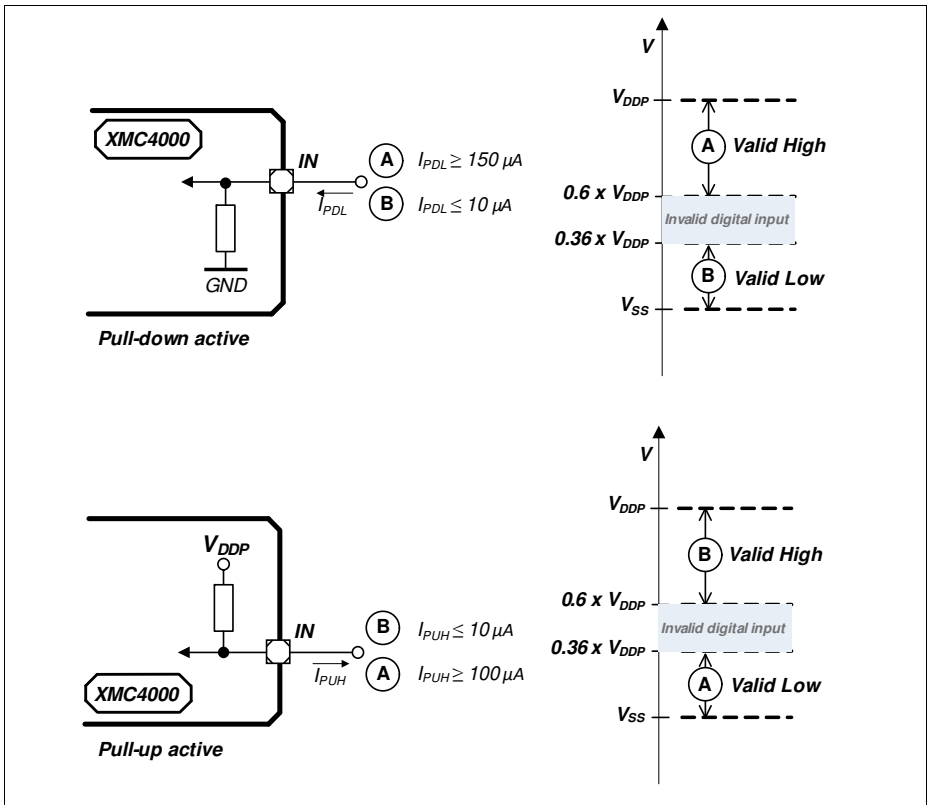 V
V_DDP
XMC4000
A Valid High
IN
A I_PDL ≥ 150 µA
0.6 x V_DDP
I_PDL
B I_PDL ≤ 10 µA
Invalid digital input
0.36 x V_DDP
GND
B Valid Low
V_SS
Pull-down active
V
V_DDP
V_DDP
B Valid High
0.6 x V_DDP
IN
B I_PUH ≤ 10 µA
Invalid digital input
0.36 x V_DDP
I_PUH
A I_PUH ≥ 100 µA
XMC4000
A Valid Low
V_SS
Pull-up active